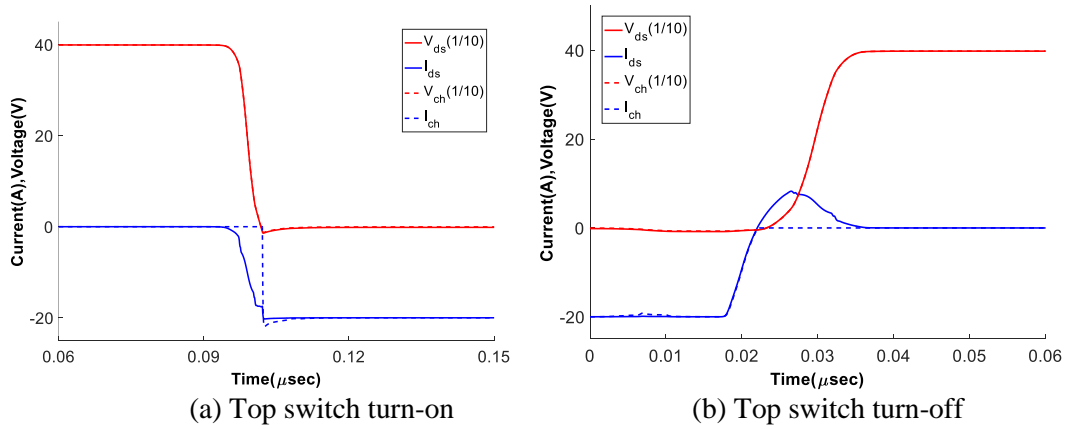 Current(A),Voltage(V)
40
20
0
-20
0.06
0.09
0.12
0.15
Time(μsec)
V_ds(1/10)
I_ds
V_ch(1/10)
I_ch
(a) Top switch turn-on
Current(A),Voltage(V)
40
20
0
-20
0
0.01
0.02
0.03
0.04
0.05
0.06
Time(μsec)
V_ds(1/10)
I_ds
V_ch(1/10)
I_ch
(b) Top switch turn-off